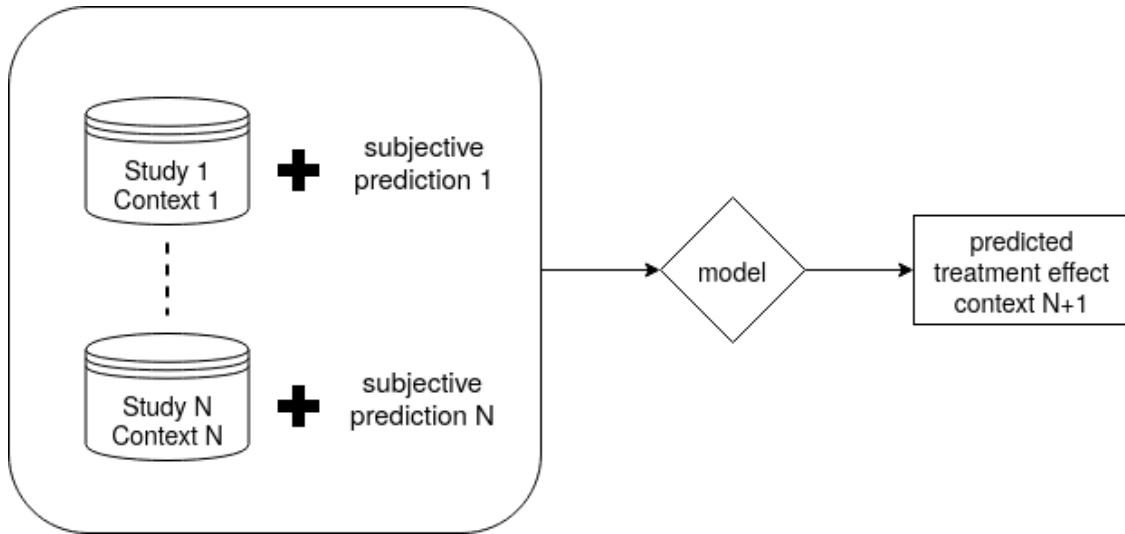 Study 1
Context 1
subjective
prediction 1
Study N
Context N
subjective
prediction N
model
predicted
treatment effect
context N+1